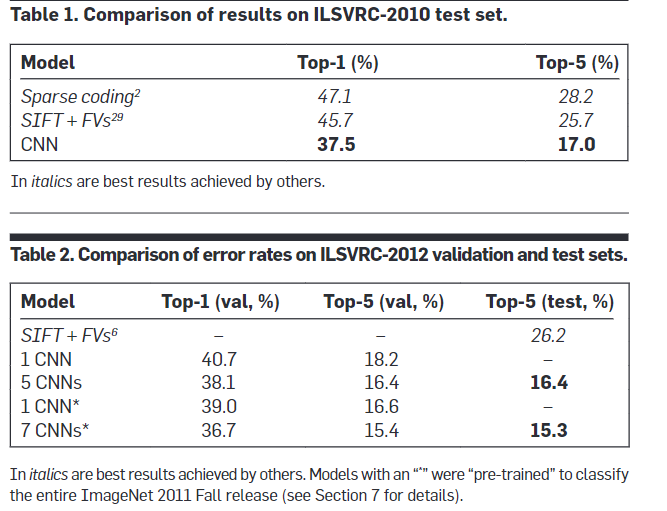 Table 1. Comparison of results on ILSVRC-2010 test set.
Model Top-1 (%) Top-5 (%)
Sparse coding² 47.1 28.2
SIFT + FVs²⁹ 45.7 25.7
CNN 37.5 17.0
In italics are best results achieved by others.
Table 2. Comparison of error rates on ILSVRC-2012 validation and test sets.
Model Top-1 (val, %) Top-5 (val, %) Top-5 (test, %)
SIFT + FVs⁶ – – 26.2
1 CNN 40.7 18.2 –
5 CNNs 38.1 16.4 16.4
1 CNN* 39.0 16.6 –
7 CNNs* 36.7 15.4 15.3
In italics are best results achieved by others. Models with an “*” were “pre-trained” to classify
the entire ImageNet 2011 Fall release (see Section 7 for details).